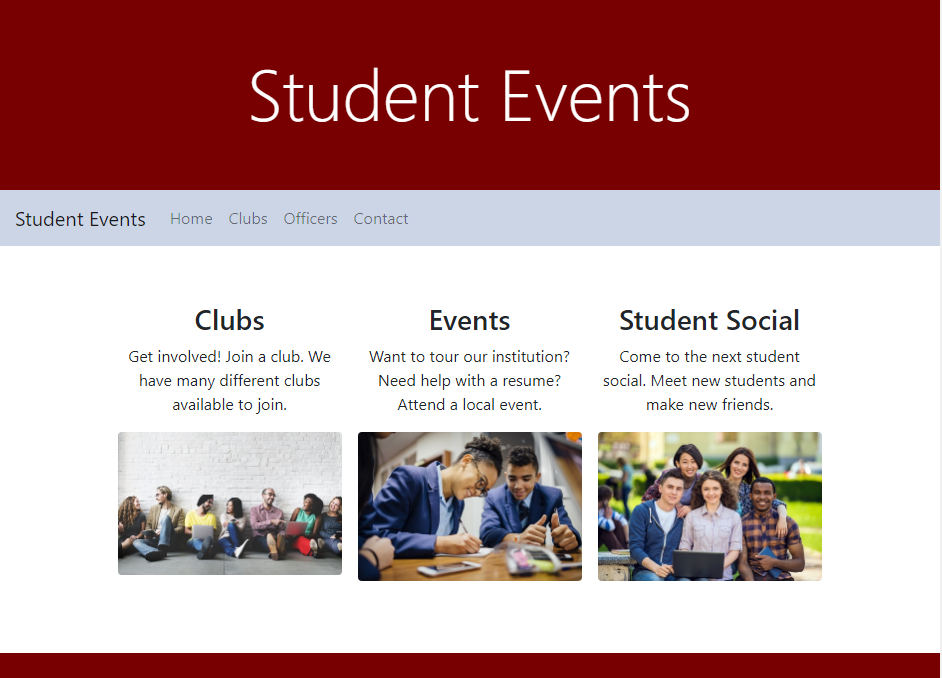 Student Events
Student Events Home Clubs Officers Contact
Clubs
Get involved! Join a club. We
have many different clubs
available to join.
Events
Want to tour our institution?
Need help with a resume?
Attend a local event.
Student Social
Come to the next student
social. Meet new students and
make new friends.